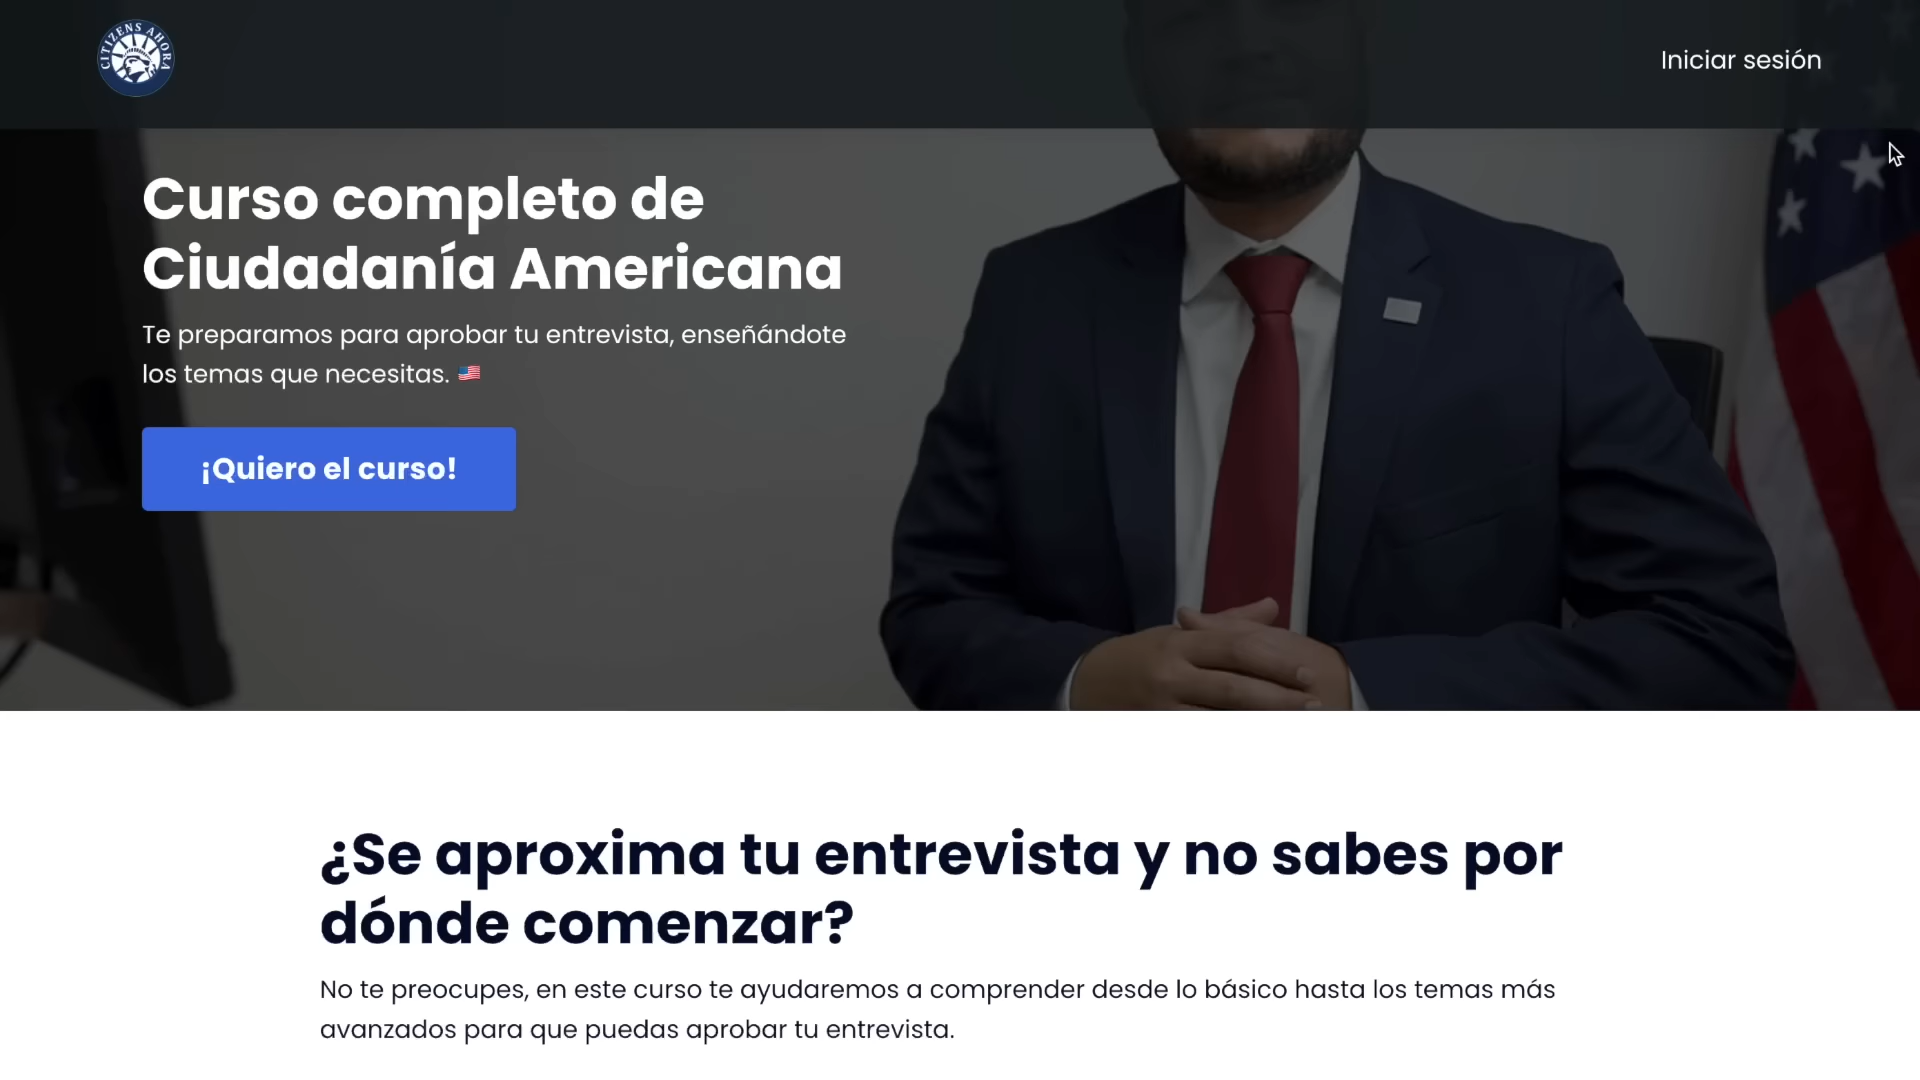 CITIZENS AHORA
Iniciar sesión
Curso completo de
Ciudadanía Americana
Te preparamos para aprobar tu entrevista, enseñándote
los temas que necesitas. 🇺🇸
¡Quiero el curso!
¿Se aproxima tu entrevista y no sabes por
dónde comenzar?
No te preocupes, en este curso te ayudaremos a comprender desde lo básico hasta los temas más
avanzados para que puedas aprobar tu entrevista.